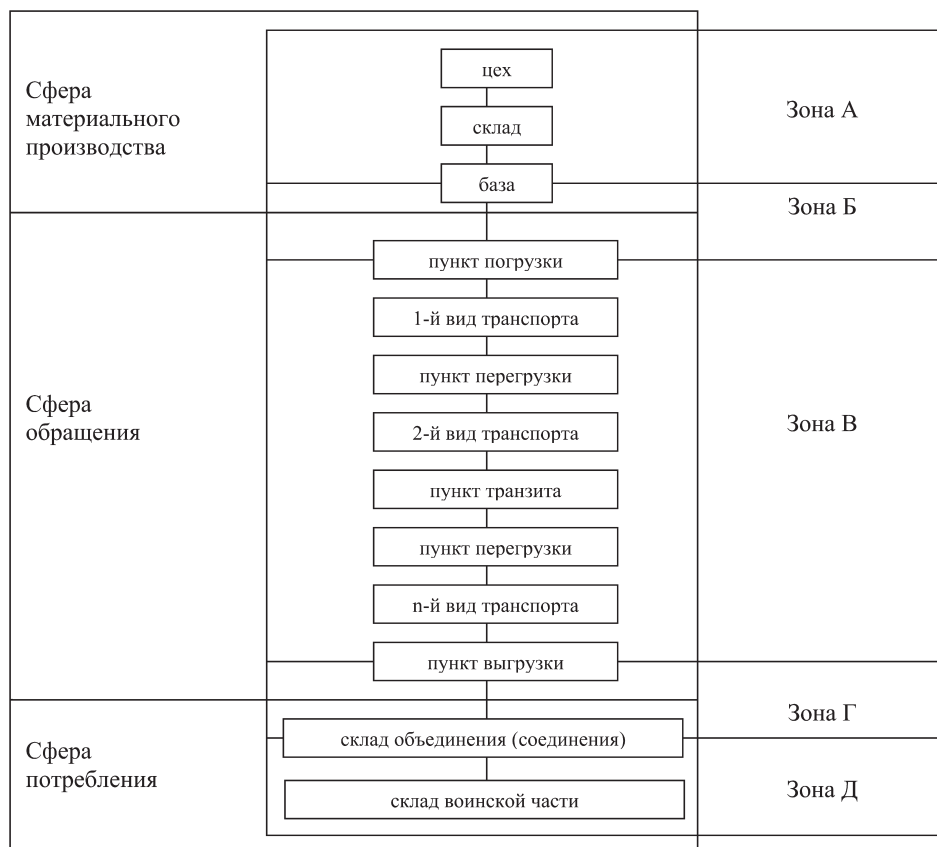 Сфера
материального
производства
цех
склад
база
Зона А
Зона Б
Сфера
обращения
пункт погрузки
1-й вид транспорта
пункт перегрузки
2-й вид транспорта
пункт транзита
пункт перегрузки
n-й вид транспорта
пункт выгрузки
Зона В
Зона Г
Сфера
потребления
склад объединения (соединения)
склад воинской части
Зона Д